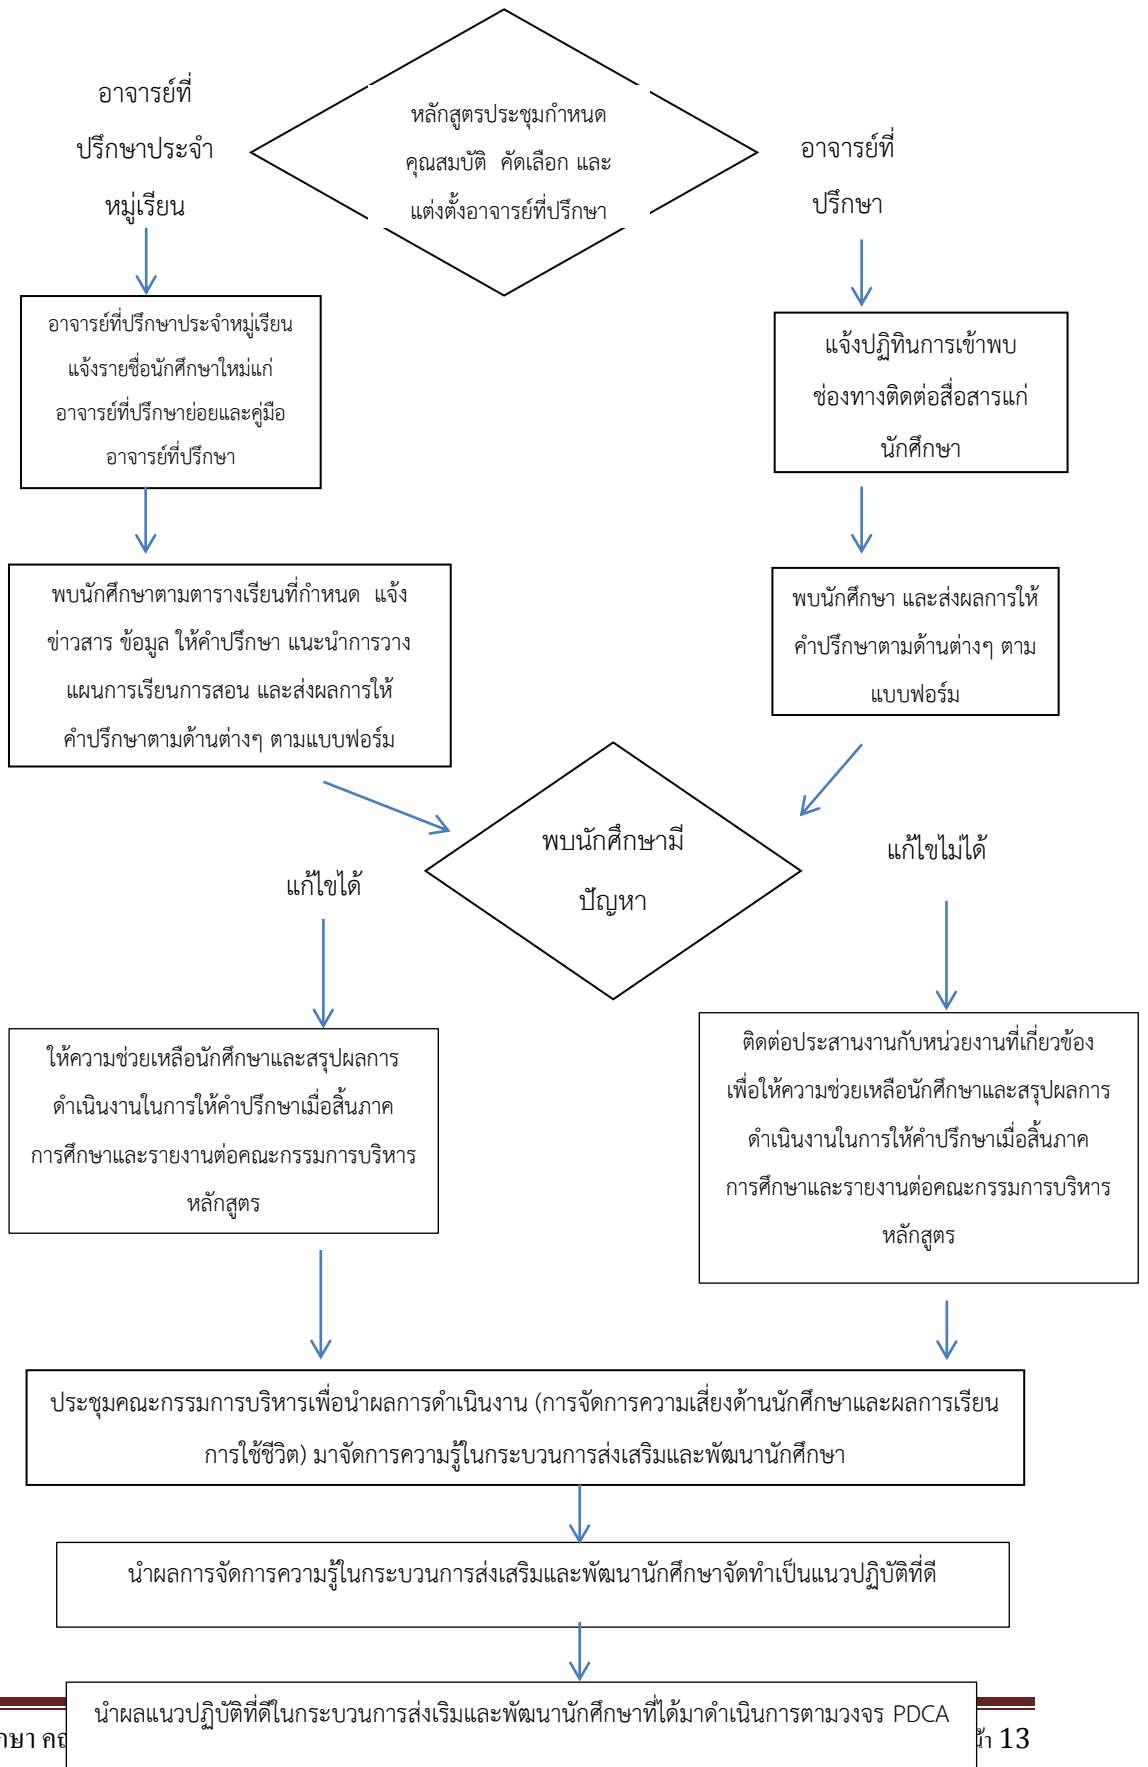 หลักสูตรประชุมกำหนด
คุณสมบัติ คัดเลือก และ
แต่งตั้งอาจารย์ที่ปรึกษา
อาจารย์ที่
ปรึกษาประจำ
หมู่เรียน
อาจารย์ที่
ปรึกษา
อาจารย์ที่ปรึกษาประจำหมู่เรียน
แจ้งรายชื่อนักศึกษาใหม่แก่
อาจารย์ที่ปรึกษาย่อยและคู่มือ
อาจารย์ที่ปรึกษา
แจ้งปฏิทินการเข้าพบ
ช่องทางติดต่อสื่อสารแก่
นักศึกษา
พบนักศึกษาตามตารางเรียนที่กำหนด แจ้ง
ข่าวสาร ข้อมูล ให้คำปรึกษา แนะนำการวาง
แผนการเรียนการสอน และส่งผลการให้
คำปรึกษาตามด้านต่างๆ ตามแบบฟอร์ม
พบนักศึกษา และส่งผลการให้
คำปรึกษาตามด้านต่างๆ ตาม
แบบฟอร์ม
พบนักศึกษามี
ปัญหา
แก้ไขได้
แก้ไขไม่ได้
ให้ความช่วยเหลือนักศึกษาและสรุปผลการ
ดำเนินงานในการให้คำปรึกษาเมื่อสิ้นภาค
การศึกษาและรายงานต่อคณะกรรมการบริหาร
หลักสูตร
ติดต่อประสานงานกับหน่วยงานที่เกี่ยวข้อง
เพื่อให้ความช่วยเหลือนักศึกษาและสรุปผลการ
ดำเนินงานในการให้คำปรึกษาเมื่อสิ้นภาค
การศึกษาและรายงานต่อคณะกรรมการบริหาร
หลักสูตร
ประชุมคณะกรรมการบริหารเพื่อนำผลการดำเนินงาน (การจัดการความเสี่ยงด้านนักศึกษาและผลการเรียน
การใช้ชีวิต) มาจัดการความรู้ในกระบวนการส่งเสริมและพัฒนานักศึกษา
นำผลการจัดการความรู้ในกระบวนการส่งเสริมและพัฒนานักศึกษาจัดทำเป็นแนวปฏิบัติที่ดี
นำผลแนวปฏิบัติที่ดีในกระบวนการส่งเริมและพัฒนานักศึกษาที่ได้มาดำเนินการตามวงจร PDCA
13